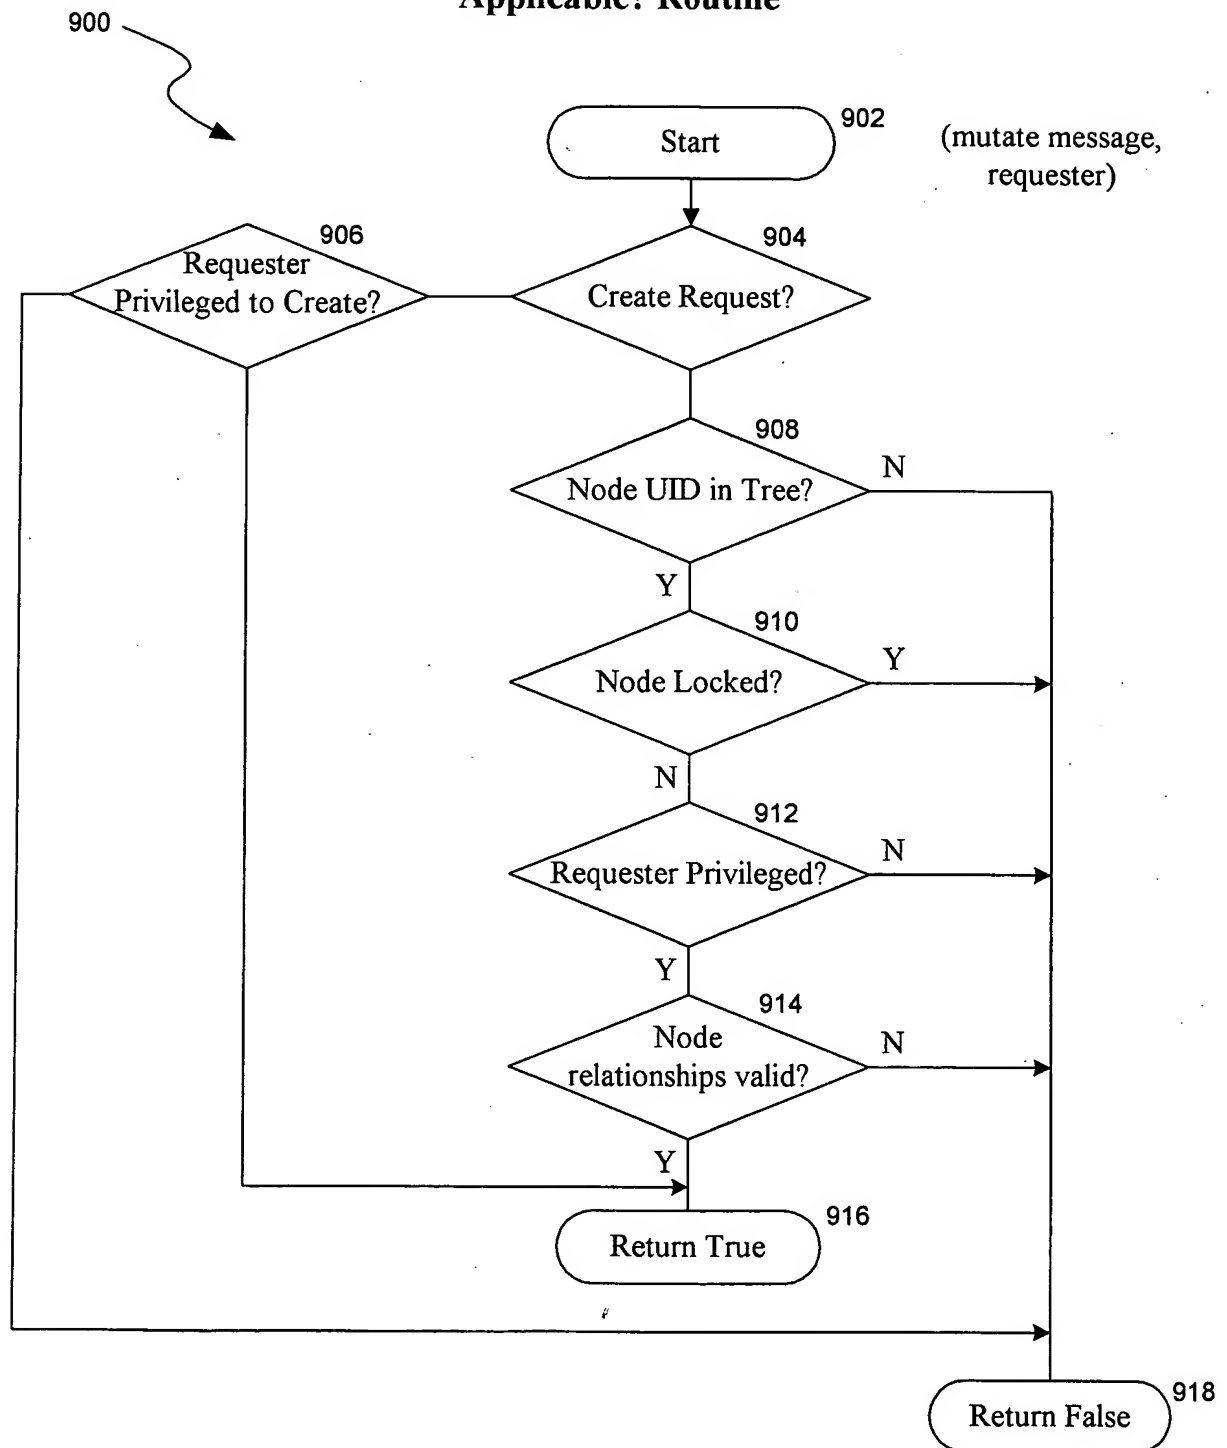 Applicable? Routine
900
Start
902
(mutate message,
requester)
906
Requester
Privileged to Create?
904
Create Request?
908
Node UID in Tree?
N
Y
910
Node Locked?
Y
N
912
Requester Privileged?
N
Y
914
Node
relationships valid?
N
Y
916
Return True
918
Return False